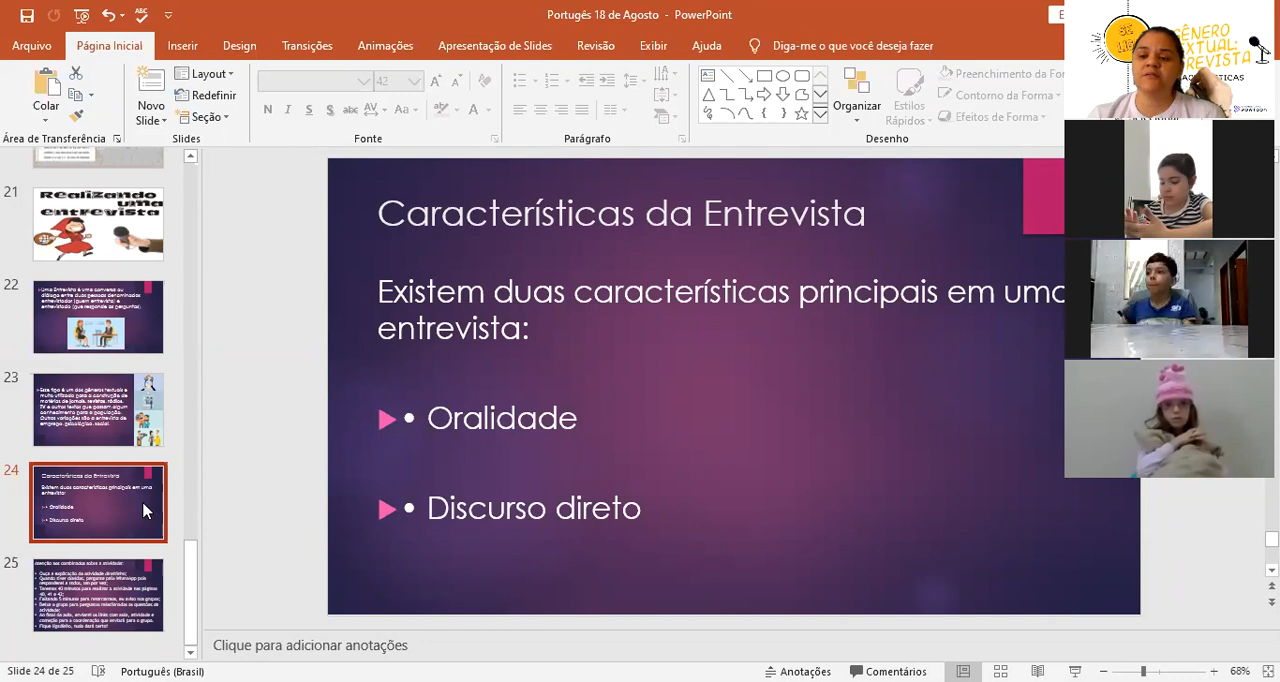 Portugês 18 de Agosto - PowerPoint
Arquivo Página Inicial Inserir Design Transições Animações Apresentação de Slides Revisão Exibir Ajuda Diga-me o que você deseja fazer
Colar
Novo
Slide
Layout
Redefinir
Seção
42
Organizar
Estilos
Rápidos
Preenchimento da Forma
Contorno da Forma
Efeitos de Forma
Área de Transferência Slides Fonte Parágrafo Desenho
21
Realizando
uma
entrevista
22
23
24
25
Características da Entrevista
Existem duas características principais em uma
entrevista:
• Oralidade
• Discurso direto
Clique para adicionar anotações
Slide 24 de 25 Português (Brasil) Anotações Comentários 68%